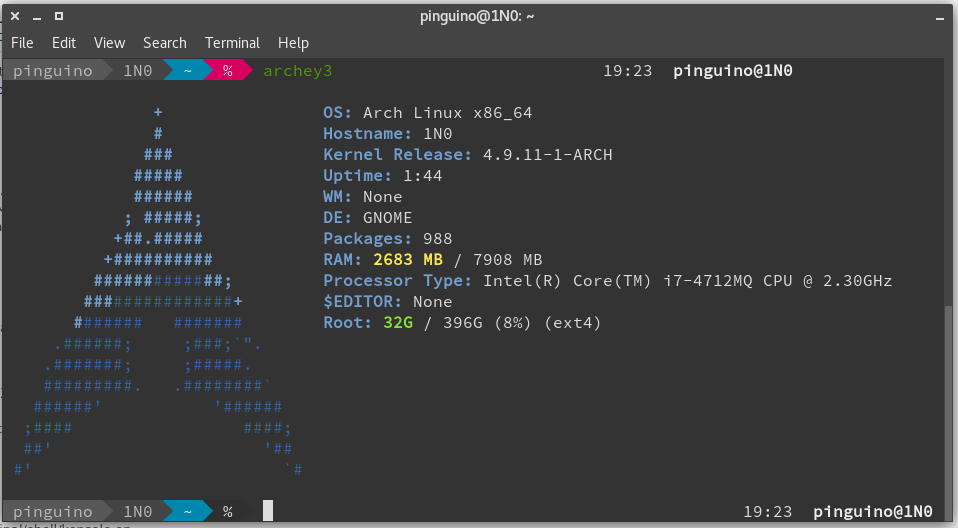 pinguino@1N0: ~
File Edit View Search Terminal Help
pinguino 1N0 ~ % archey3 19:23 pinguino@1N0
+
# 
###
#####
######
; #####;
+##.#####
+##########
#############;
###############+
####### #######
.######; ;###;`".
.#######; ;#####.
#########. .########`
######' '######
;#### ####;
##' '##
#' `#
OS: Arch Linux x86_64
Hostname: 1N0
Kernel Release: 4.9.11-1-ARCH
Uptime: 1:44
WM: None
DE: GNOME
Packages: 988
RAM: 2683 MB / 7908 MB
Processor Type: Intel(R) Core(TM) i7-4712MQ CPU @ 2.30GHz
$EDITOR: None
Root: 32G / 396G (8%) (ext4)
pinguino 1N0 ~ % 19:23 pinguino@1N0